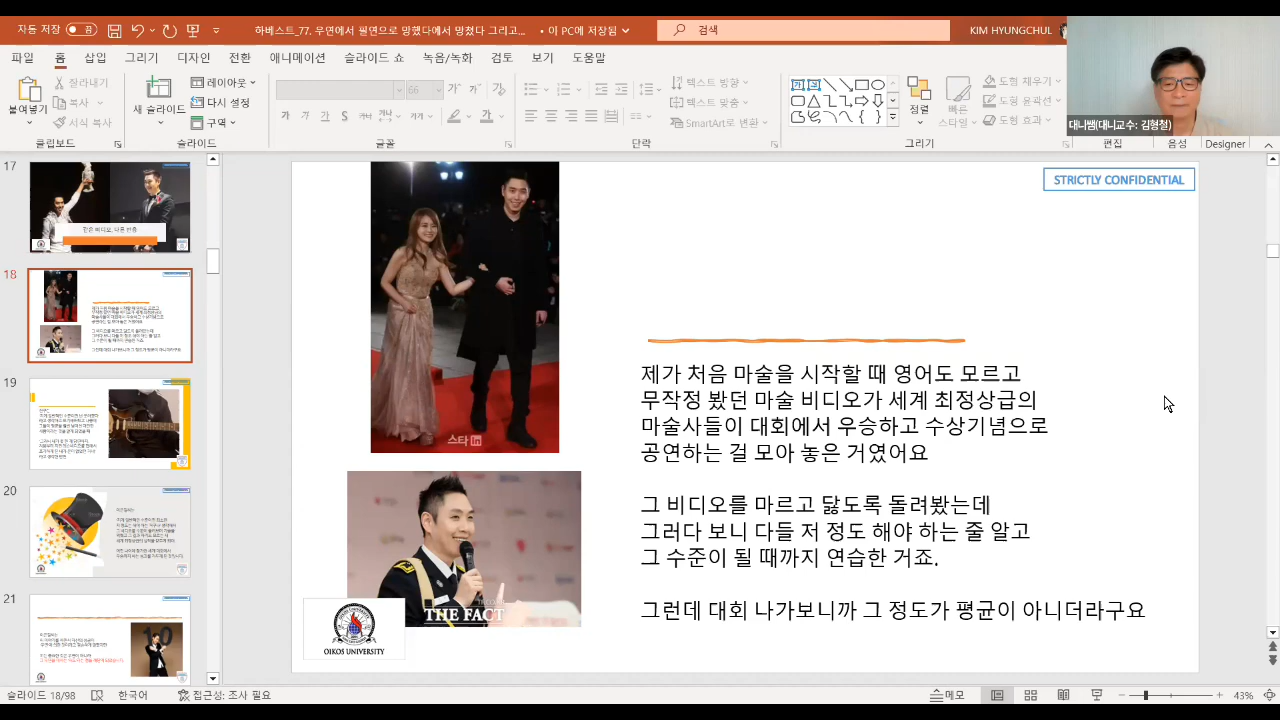 자동 저장
하베스트_77. 우연에서 필연으로 망했다에서 망쳤다 그리고... • 이 PC에 저장됨
검색
KIM HYUNGCHUL
파일 홈 삽입 그리기 디자인 전환 애니메이션 슬라이드 쇼 녹음/녹화 검토 보기 도움말
붙여넣기
잘라내기
복사
서식 복사
클립보드
새 슬라이드
레이아웃
다시 설정
구역
슬라이드
66
글꼴
텍스트 방향
텍스트 맞춤
SmartArt로 변환
단락
정렬
빠른 스타일
도형 채우기
도형 윤곽선
도형 효과
그리기
편집
음성
Designer
대니쌤(대니교수: 김형철)
17
같은 비디오, 다른 반응
18
19
20
21
STRICTLY CONFIDENTIAL
스타in
제가 처음 마술을 시작할 때 영어도 모르고
무작정 봤던 마술 비디오가 세계 최정상급의
마술사들이 대회에서 우승하고 수상기념으로
공연하는 걸 모아 놓은 거였어요
그 비디오를 마르고 닳도록 돌려봤는데
그러다 보니 다들 저 정도 해야 하는 줄 알고
그 수준이 될 때까지 연습한 거죠.
그런데 대회 나가보니까 그 정도가 평균이 아니더라구요
THE FACT
OIKOS UNIVERSITY
슬라이드 18/98
한국어
접근성: 조사 필요
메모
43%